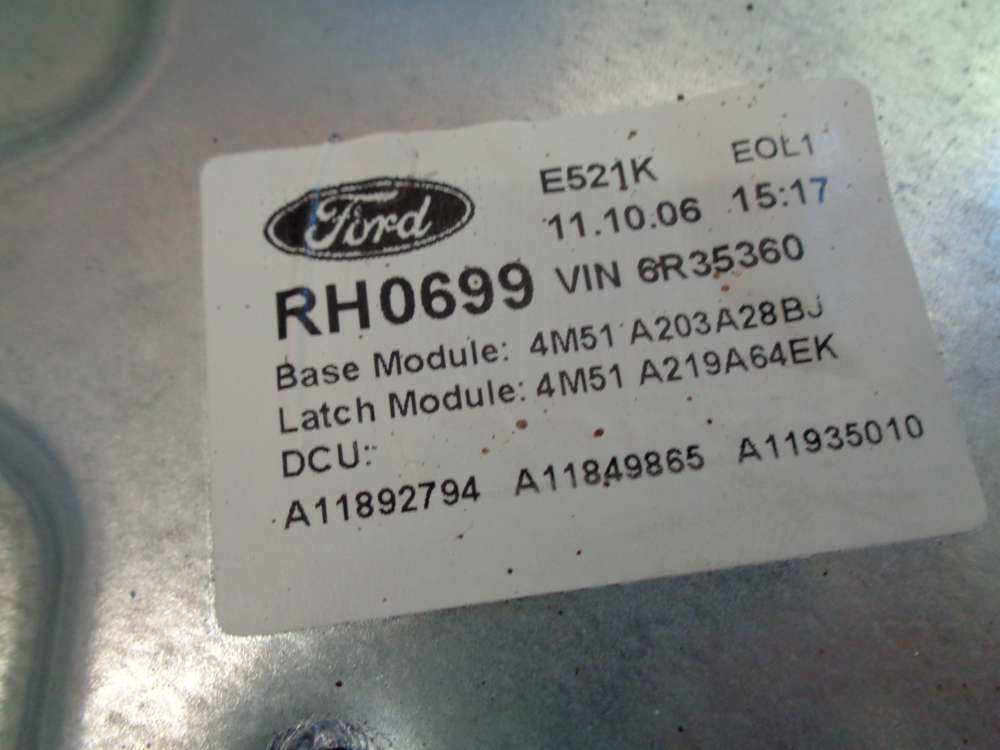 Ford
E521K EOL1
11.10.06 15:17
RH0699 VIN 6R35360
Base Module: 4M51 A203A28BJ
Latch Module: 4M51 A219A64EK
DCU:
A11892794 A11849865 A11935010